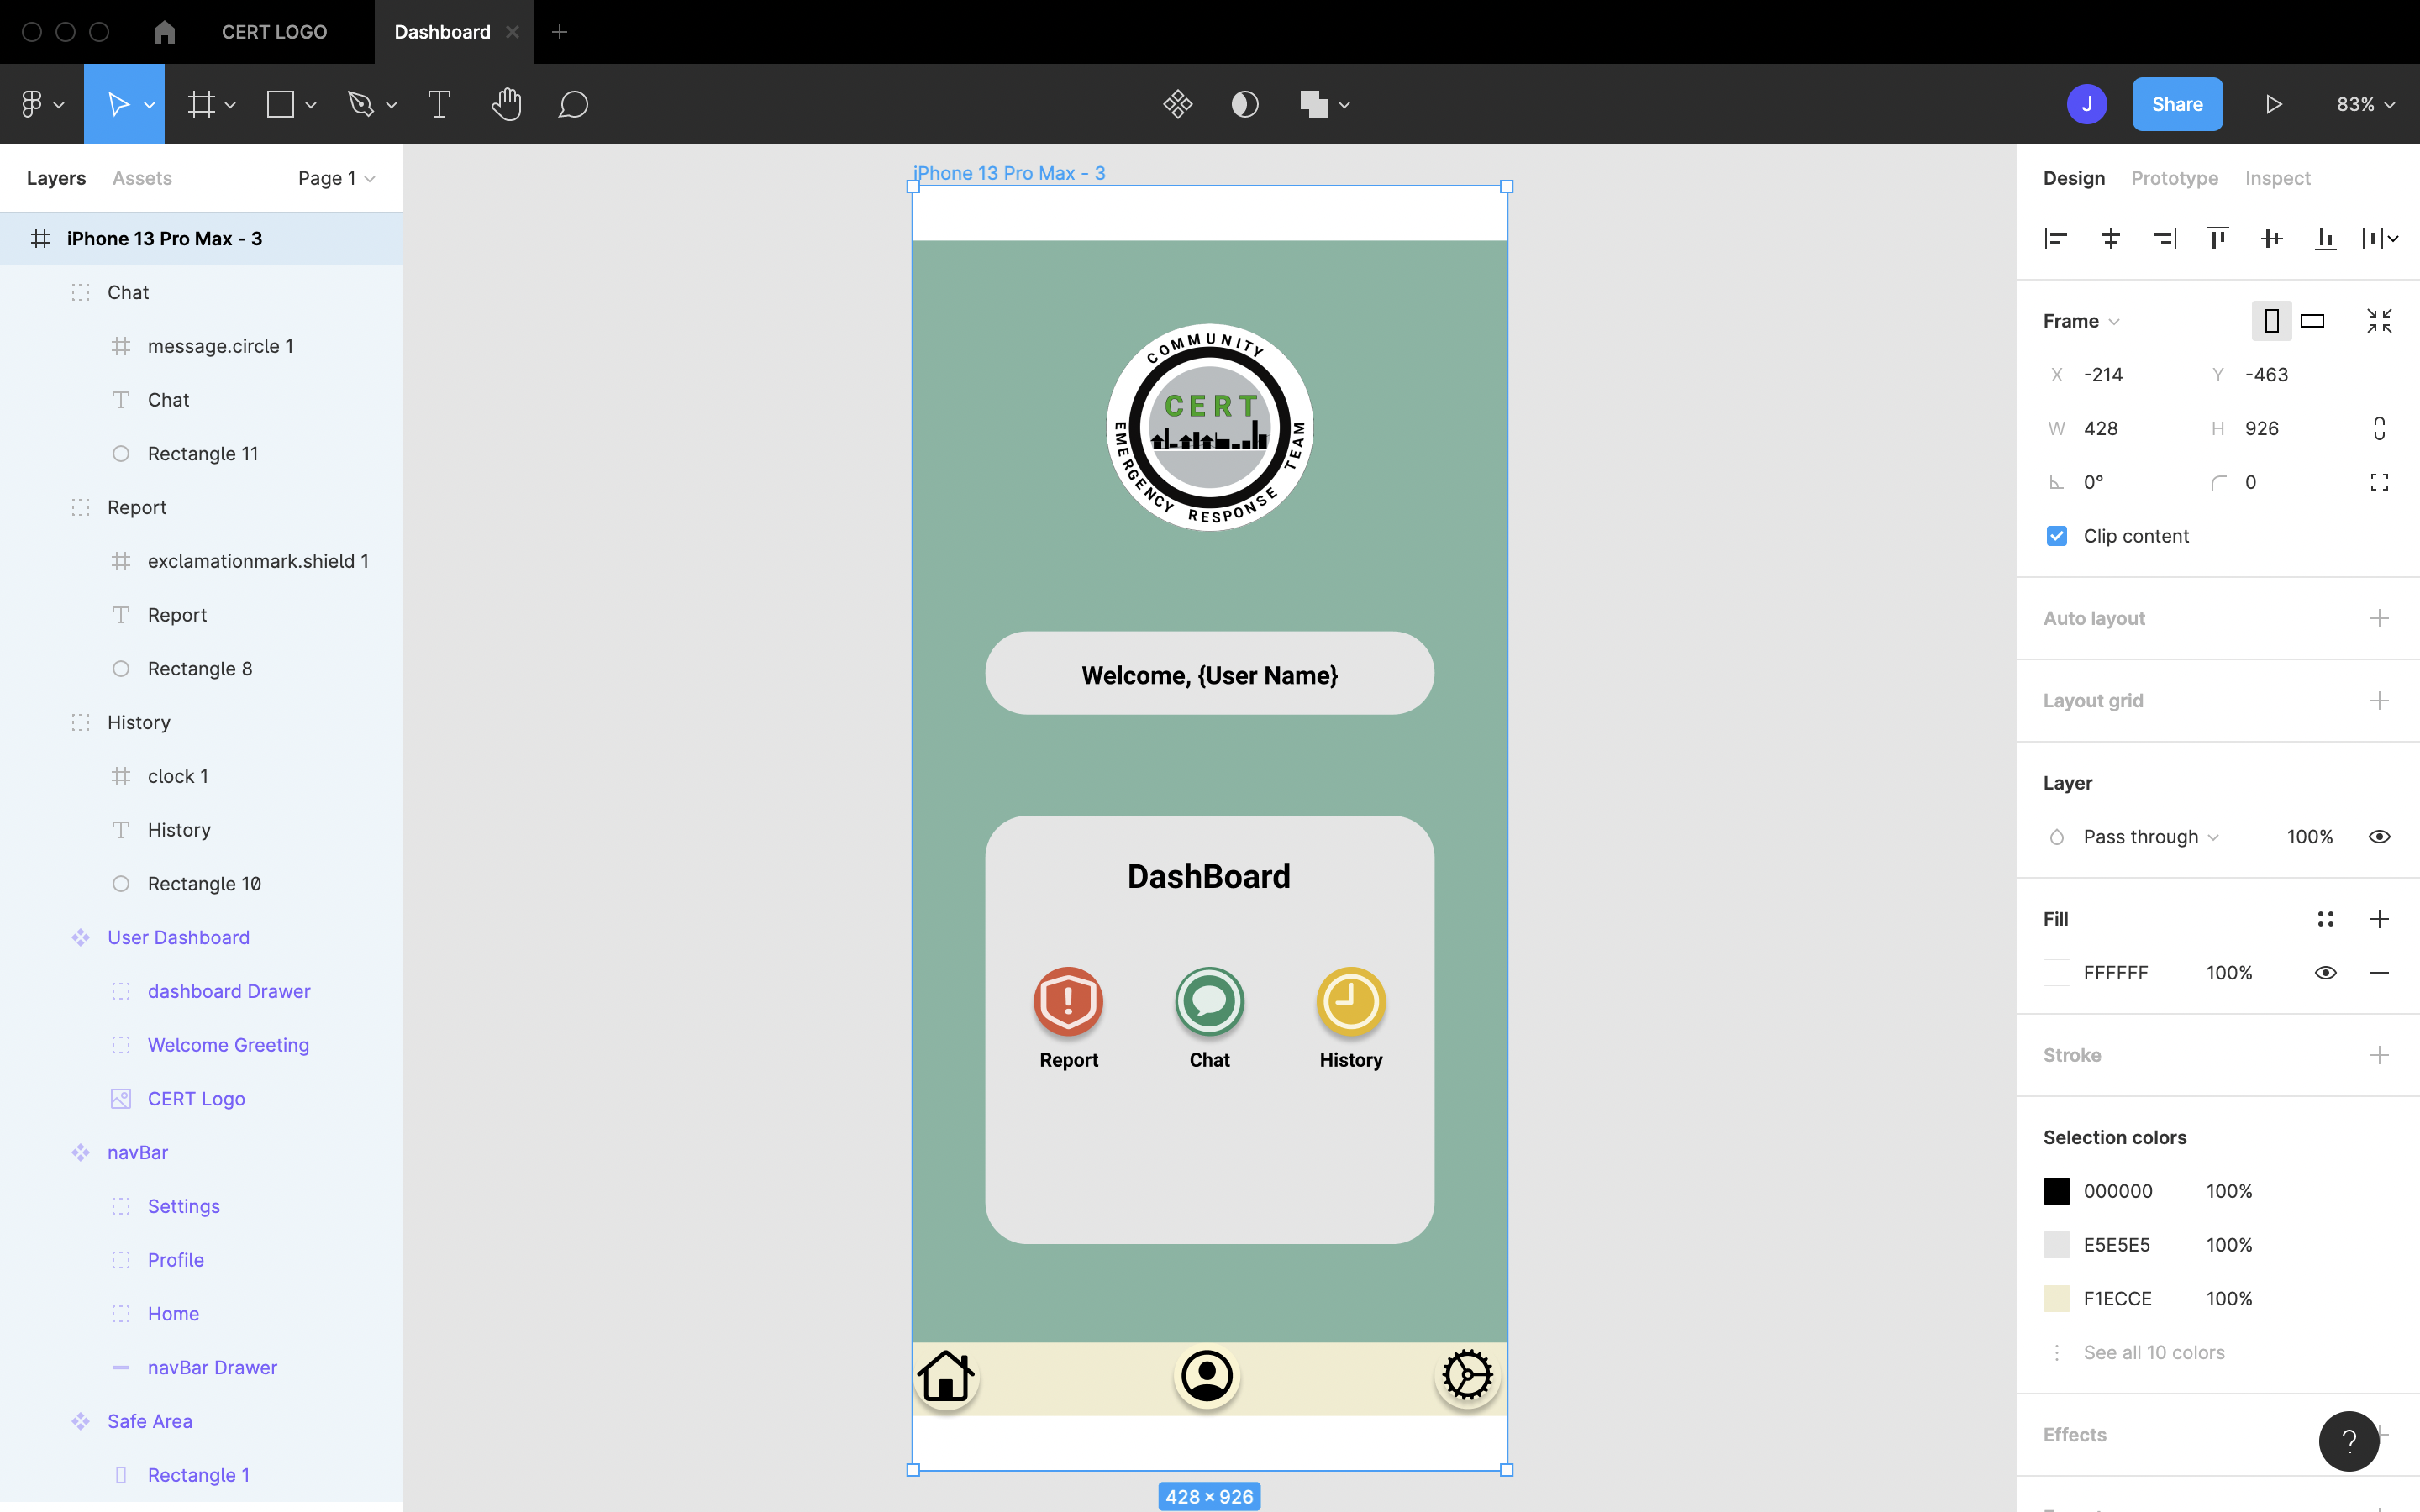 CERT LOGO
Dashboard
J
Share
83%
Layers
Assets
Page 1
iPhone 13 Pro Max - 3
Chat
message.circle 1
Chat
Rectangle 11
Report
exclamationmark.shield 1
Report
Rectangle 8
History
clock 1
History
Rectangle 10
User Dashboard
dashboard Drawer
Welcome Greeting
CERT Logo
navBar
Settings
Profile
Home
navBar Drawer
Safe Area
Rectangle 1
iPhone 13 Pro Max - 3
COMMUNITY
CERT
EMERGENCY RESPONSE TEAM
Welcome, {User Name}
DashBoard
Report
Chat
History
428 × 926
Design
Prototype
Inspect
Frame
X -214
Y -463
W 428
H 926
0°
0
Clip content
Auto layout
Layout grid
Layer
Pass through
100%
Fill
FFFFFF 100%
Stroke
Selection colors
000000 100%
E5E5E5 100%
F1ECCE 100%
See all 10 colors
Effects
?